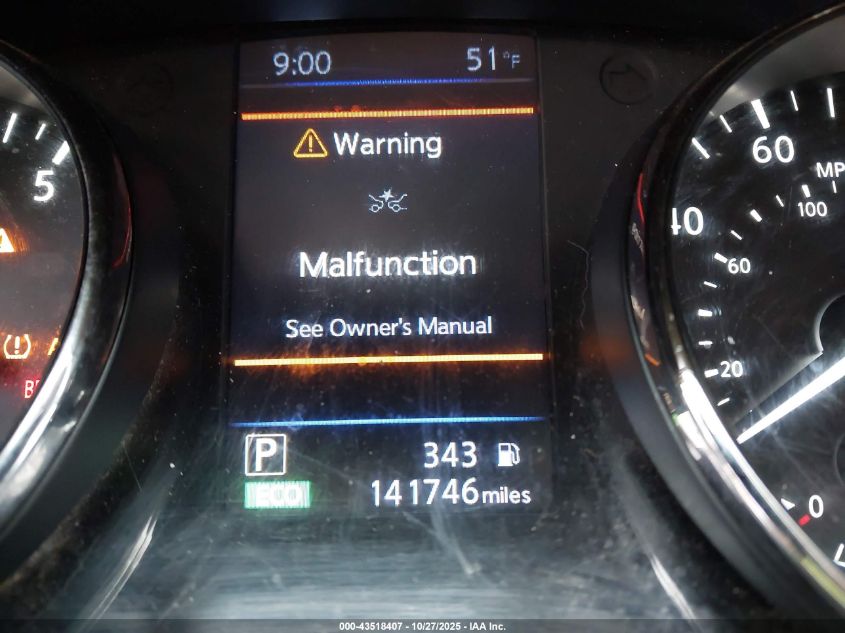 9:00 51°F
Warning
Malfunction
See Owner's Manual
P 343
ECO 141746 miles
5
60
40
100
60
20
0
000-43518407 - 10/27/2025 - IAA Inc.